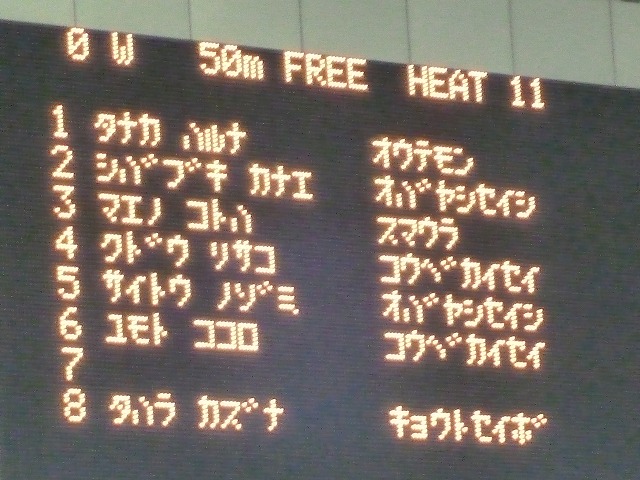 0 W 50m FREE HEAT 11
1 タナカ ハルナ オウテモン
2 シバブキ カナエ オバヤシセイシ
3 マエノ コトハ スマウラ
4 クドウ リサコ コウベカイセイ
5 サイトウ ノゾミ オバヤシセイシ
6 ユモト ココロ コウベカイセイ
7
8 タハラ カズナ キョウトセイボ